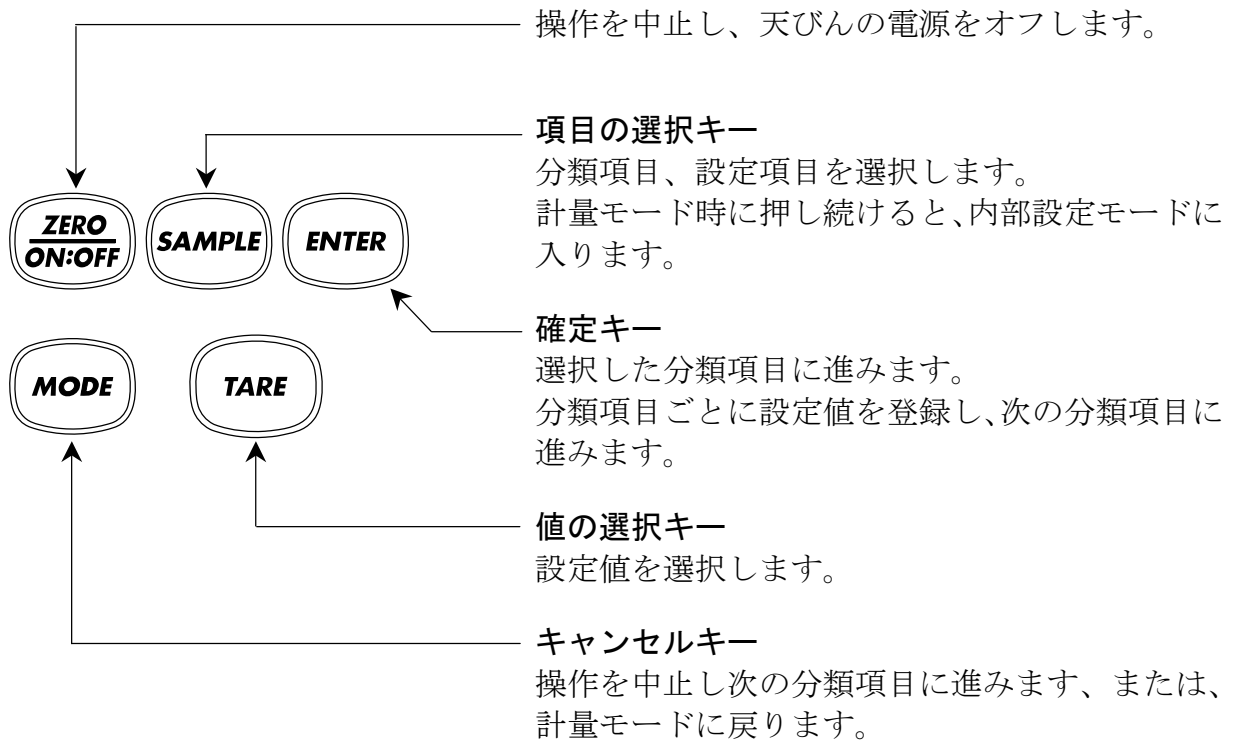 操作を中止し、天びんの電源をオフします。
項目の選択キー
分類項目、設定項目を選択します。
計量モード時に押し続けると、内部設定モードに
入ります。
ZERO
ON:OFF
SAMPLE
ENTER
確定キー
選択した分類項目に進みます。
分類項目ごとに設定値を登録し、次の分類項目に
進みます。
MODE
TARE
値の選択キー
設定値を選択します。
キャンセルキー
操作を中止し次の分類項目に進みます、または、
計量モードに戻ります。